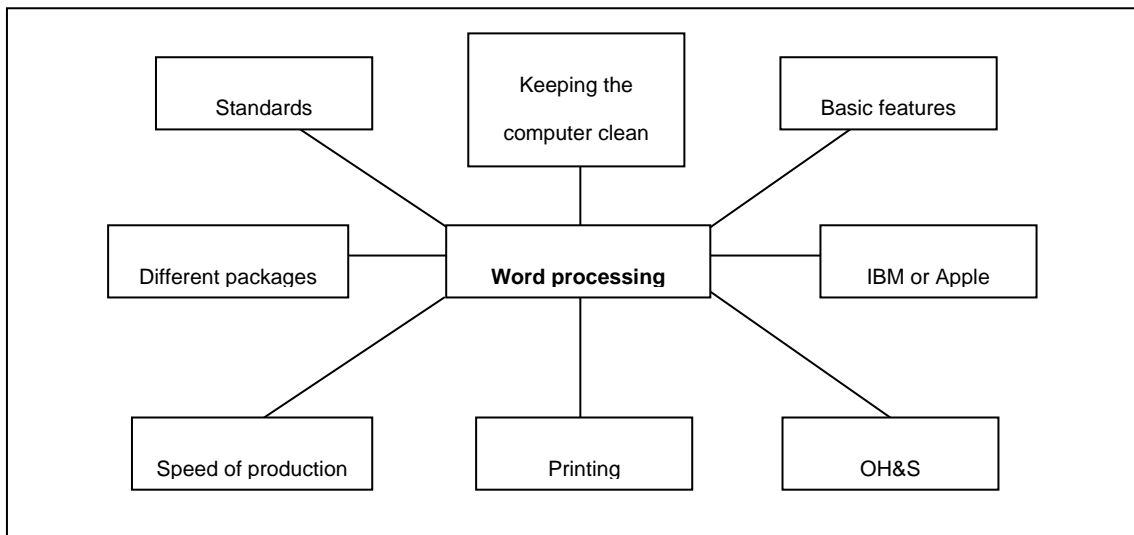 Standards
Keeping the
computer clean
Basic features
Different packages
Word processing
IBM or Apple
Speed of production
Printing
OH&S